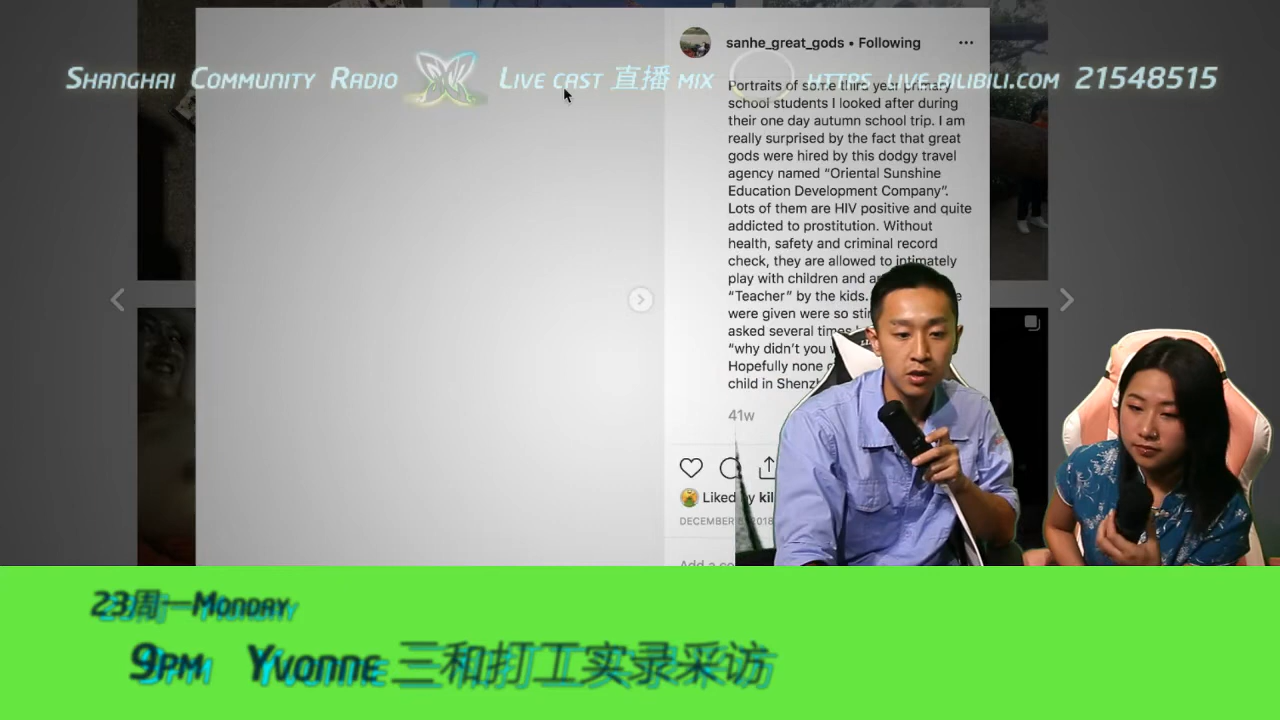 sanhe_great_gods • Following
Shanghai Community Radio Live cast 直播 mix https live.bilibili.com 21548515
Portraits of some third year primary
school students I looked after during
their one day autumn school trip. I am
really surprised by the fact that great
gods were hired by this dodgy travel
agency named “Oriental Sunshine
Education Development Company”.
Lots of them are HIV positive and quite
addicted to prostitution. Without
health, safety and criminal record
check, they are allowed to intimately
play with children and
“Teacher” by the kids.
were given were so
asked several times
“why didn’t you
Hopefully none
child in
41w
Liked by
DECEMBER 2018
Add a
23周一Monday
9pm Yvonne 三和打工实录采访